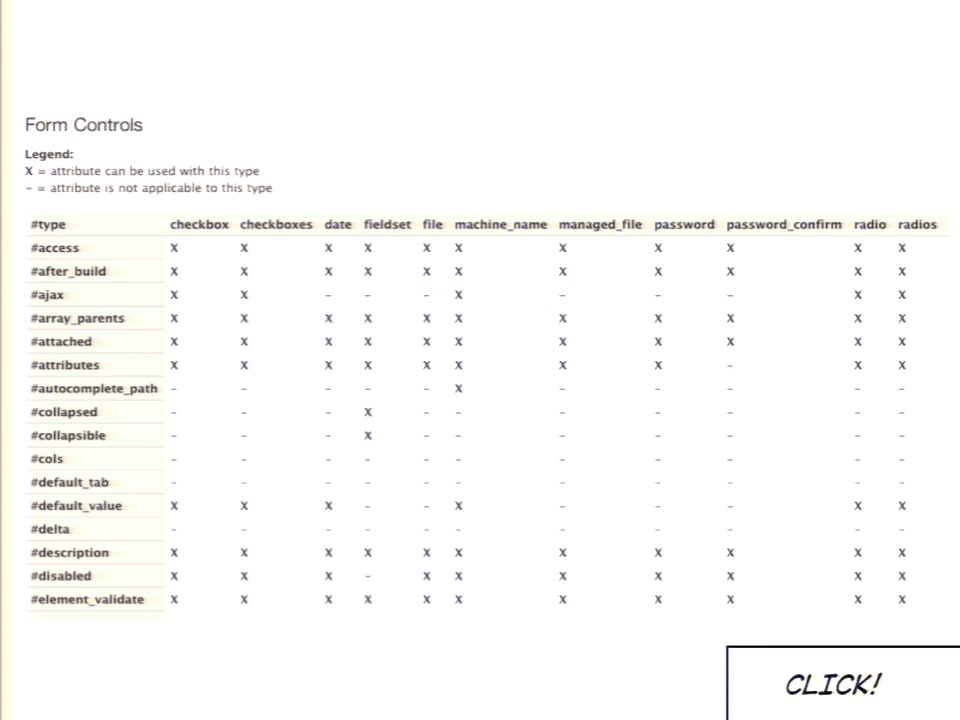 Form Controls
Legend:
X = attribute can be used with this type
- = attribute is not applicable to this type
#type checkbox checkboxes date fieldset file machine_name managed_file password password_confirm radio radios
#access X X X X X X X X X X X
#after_build X X X X X X X X X X X
#ajax X X - - - X - - - X X
#array_parents X X X X X X X X X X X
#attached X X X X X X X X X X X
#attributes X X X X X X X X - X X
#autocomplete_path - - - - - X - - - - -
#collapsed - - - X - - - - - - -
#collapsible - - - X - - - - - - -
#cols - - - - - - - - - - -
#default_tab - - - - - - - - - - -
#default_value X X X - - X - - - X X
#delta - - - - - - - - - - -
#description X X X X X X X X X X X
#disabled X X X - X X X X X X X
#element_validate X X X X X X X X X X X
CLICK!